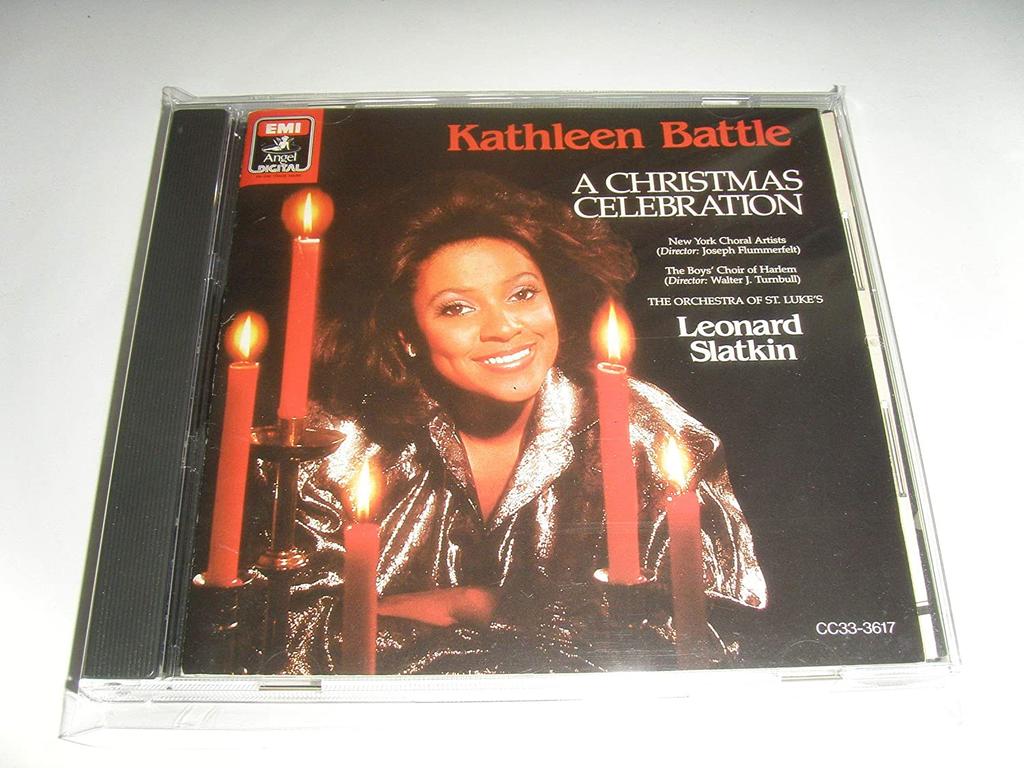 EMI
Angel
DIGITAL
Kathleen Battle
A CHRISTMAS
CELEBRATION
New York Choral Artists
(Director: Joseph Flummerfelt)
The Boys' Choir of Harlem
(Director: Walter J. Turnbull)
THE ORCHESTRA OF ST. LUKE'S
Leonard
Slatkin
CC33-3617